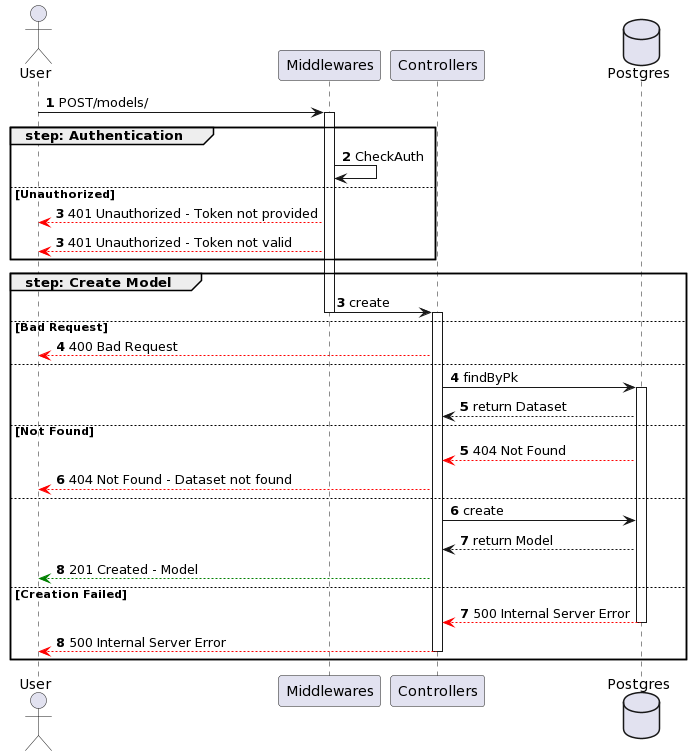 User
Middlewares
Controllers
Postgres
1 POST/models/
step: Authentication
2 CheckAuth
[Unauthorized]
3 401 Unauthorized - Token not provided
3 401 Unauthorized - Token not valid
step: Create Model
3 create
[Bad Request]
4 400 Bad Request
4 findByPk
5 return Dataset
[Not Found]
5 404 Not Found
6 404 Not Found - Dataset not found
6 create
7 return Model
8 201 Created - Model
[Creation Failed]
7 500 Internal Server Error
8 500 Internal Server Error
User
Middlewares
Controllers
Postgres